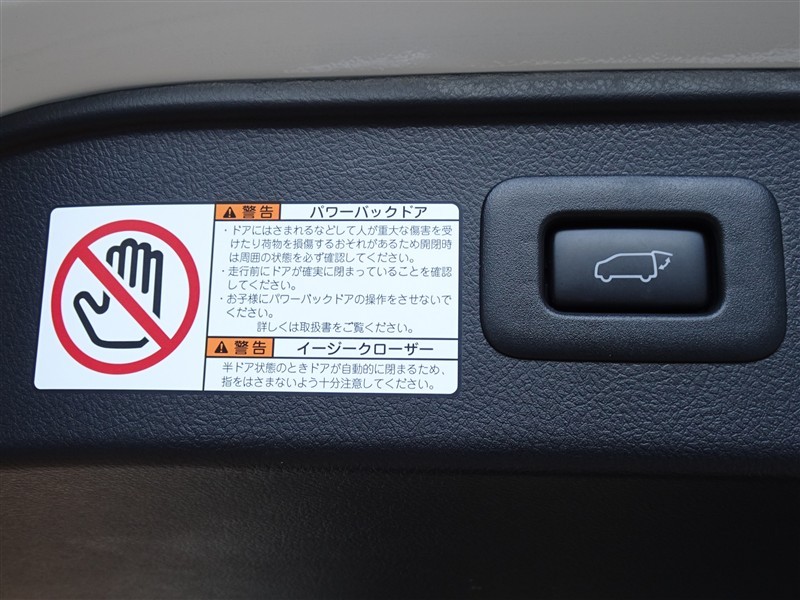 警告 パワーバックドア
・ドアにはさまれるなどして人が重大な傷害を受
けたり荷物を損傷するおそれがあるため開閉時
は周囲の状態を必ず確認してください。
・走行前にドアが確実に閉まっていることを確認
してください。
・お子様にパワーバックドアの操作をさせないで
ください。
詳しくは取扱書をご覧ください。
警告 イージークローザー
半ドア状態のときドアが自動的に閉まるため、
指をはさまないよう十分注意してください。